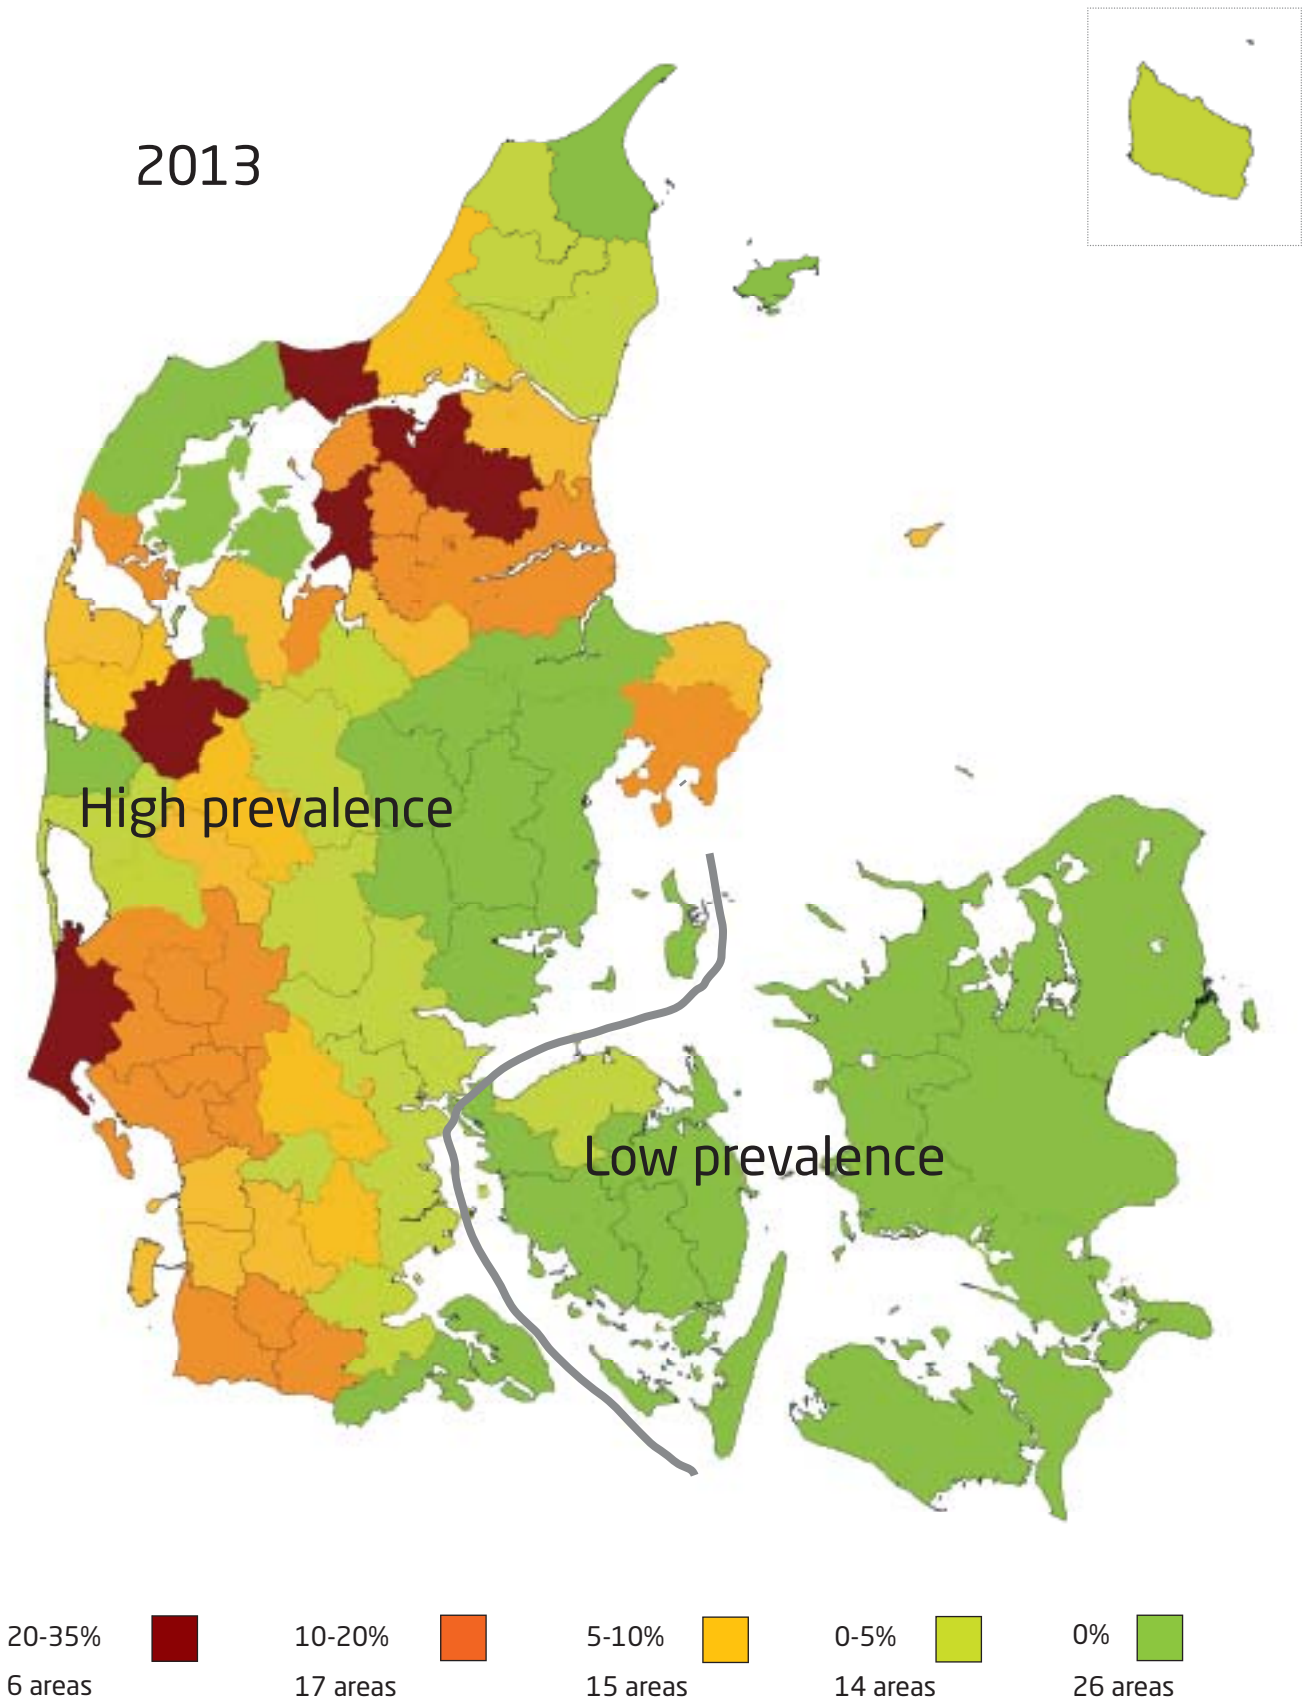 2013
High prevalence
Low prevalence
20-35% 10-20% 5-10% 0-5% 0%
6 areas 17 areas 15 areas 14 areas 26 areas